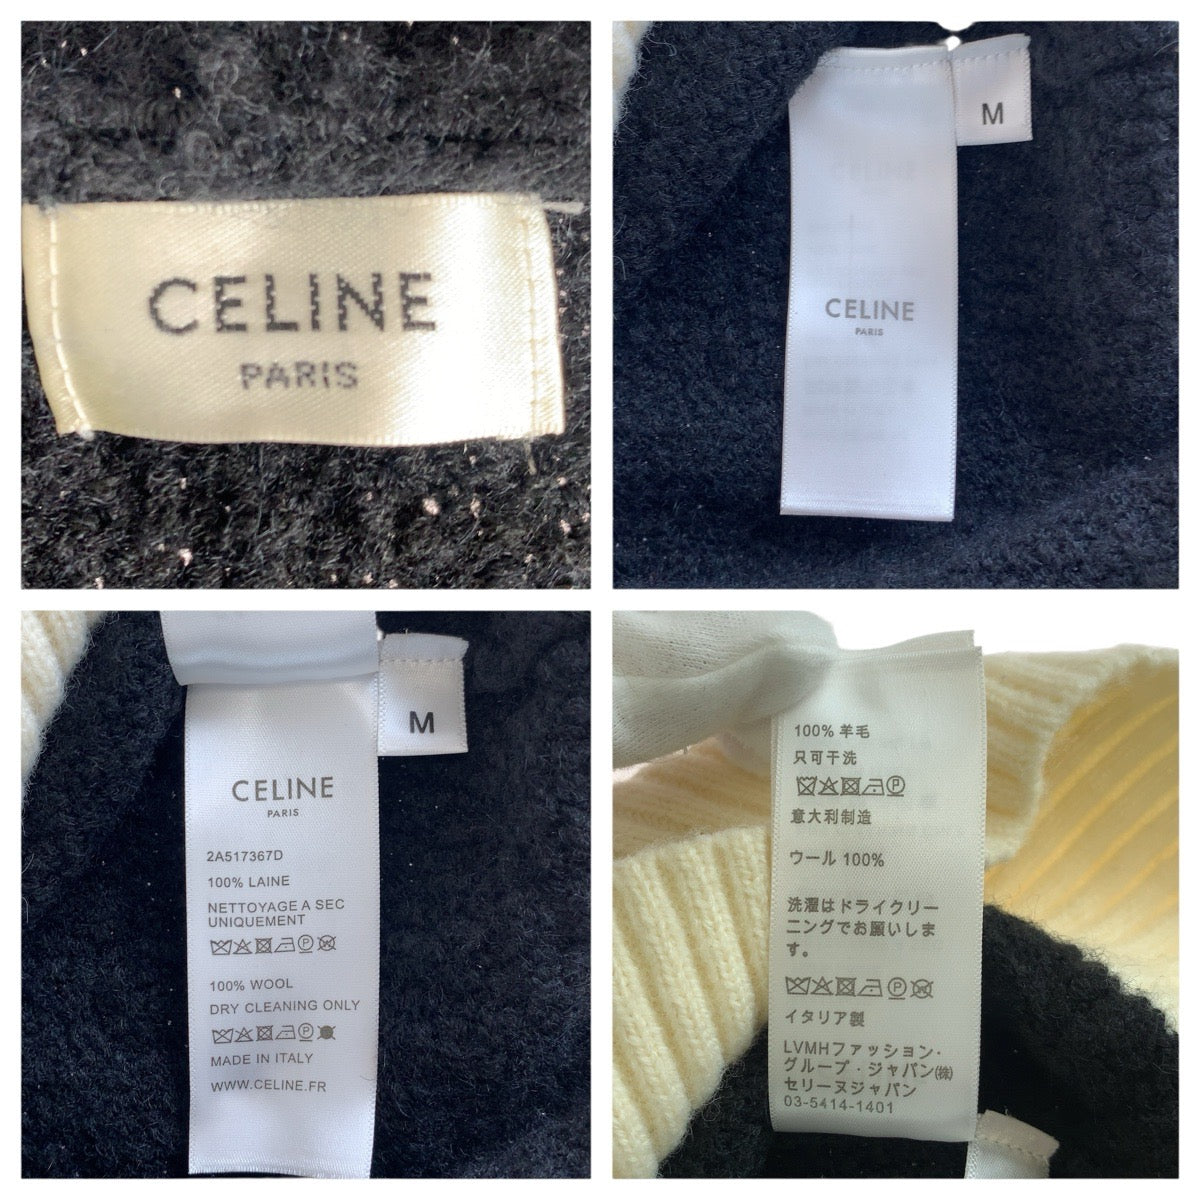 CELINE
PARIS
M
CELINE
PARIS
M
CELINE
PARIS
2A517367D
100% LAINE
NETTOYAGE A SEC
UNIQUEMENT
100% WOOL
DRY CLEANING ONLY
MADE IN ITALY
WWW.CELINE.FR
100% 羊毛
只可干洗
意大利制造
ウール 100%
洗濯はドライクリー
ニングでお願いしま
す。
イタリア製
LVMHファッション・
グループ・ジャパン㈱
セリーヌジャパン
03-5414-1401